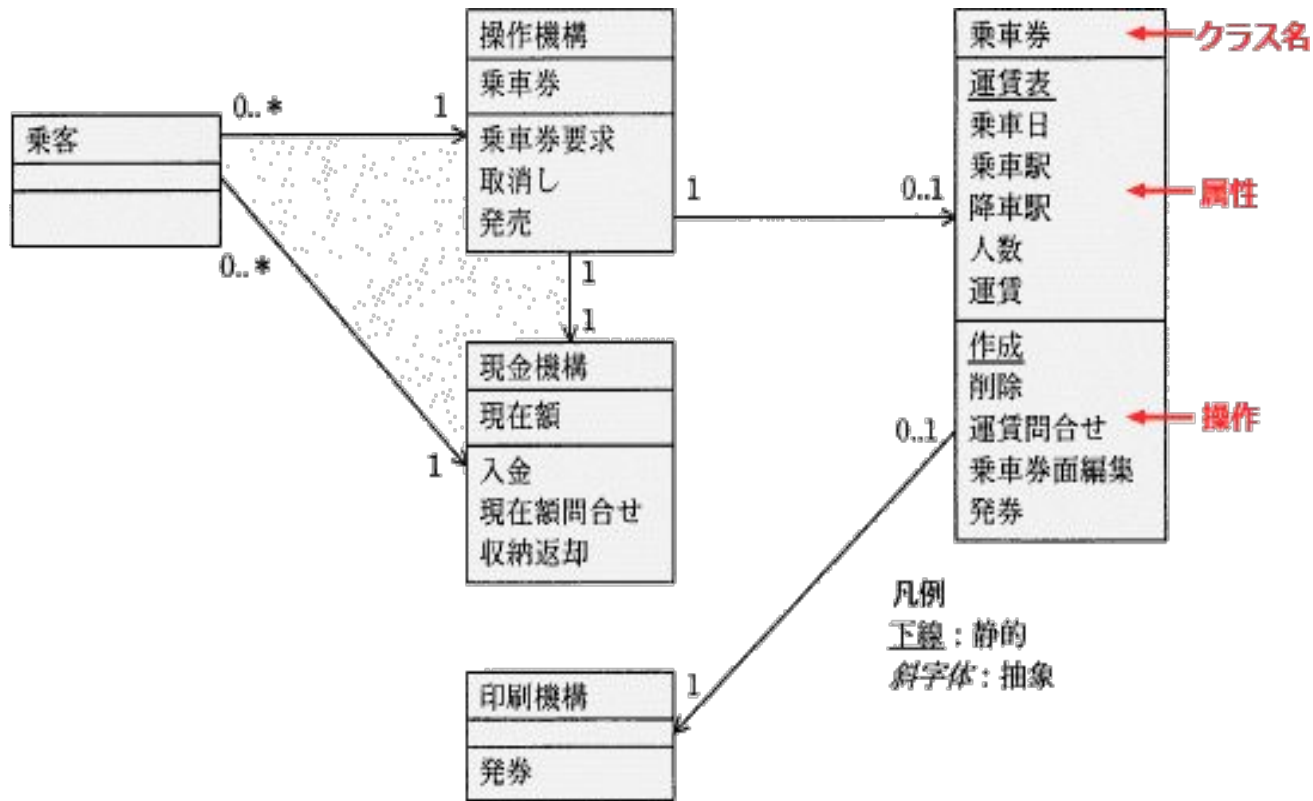 乗客
0..*
1
0..*
1
操作機構
乗車券
乗車券要求
取消し
発売
1
1
現金機構
現在額
入金
現在額問合せ
収納返却
1
0..1
乗車券
運賃表
乗車日
乗車駅
降車駅
人数
運賃
作成
削除
運賃問合せ
乗車券面編集
発券
クラス名
属性
操作
0..1
1
印刷機構
発券
凡例
下線：静的
斜字体：抽象